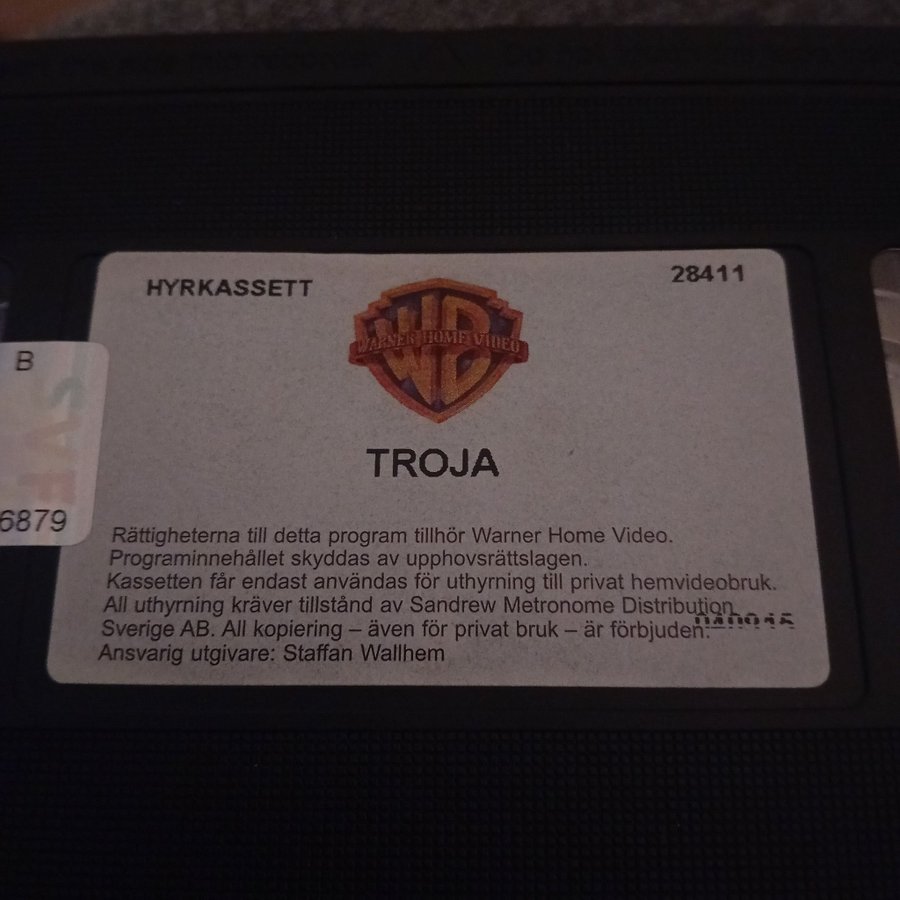 HYRKASSETT
28411
WB
WARNER HOME VIDEO
TROJA
B
SVF
6879
Rättigheterna till detta program tillhör Warner Home Video.
Programinnehållet skyddas av upphovsrättslagen.
Kassetten får endast användas för uthyrning till privat hemvideobruk.
All uthyrning kräver tillstånd av Sandrew Metronome Distribution
Sverige AB. All kopiering – även för privat bruk – är förbjuden.
Ansvarig utgivare: Staffan Wallhem